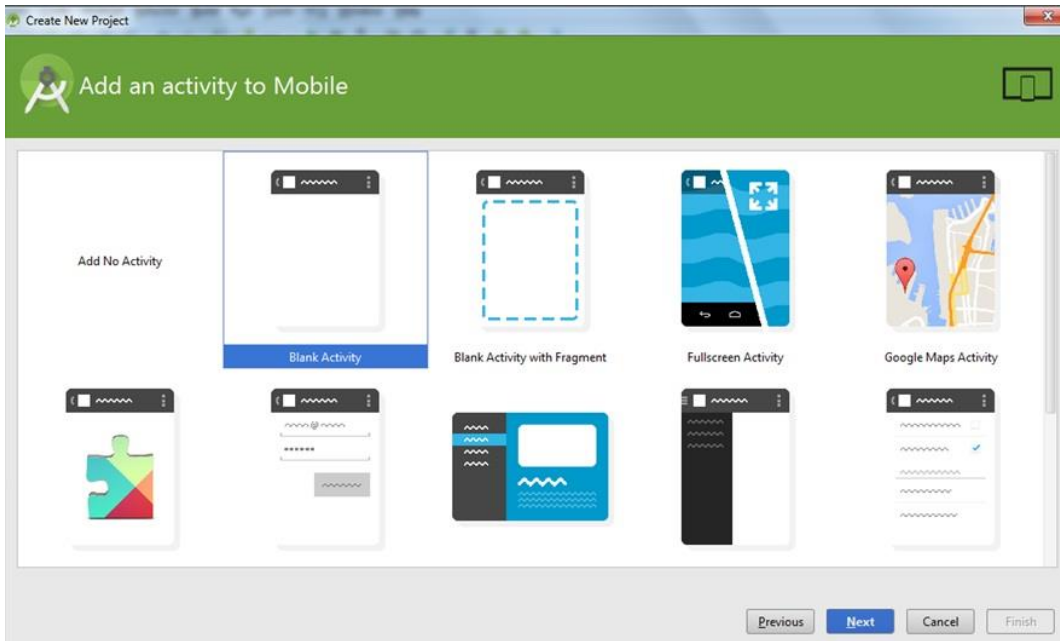 Create New Project
Add an activity to Mobile
Add No Activity
Blank Activity
Blank Activity with Fragment
Fullscreen Activity
Google Maps Activity
@
******
Previous
Next
Cancel
Finish